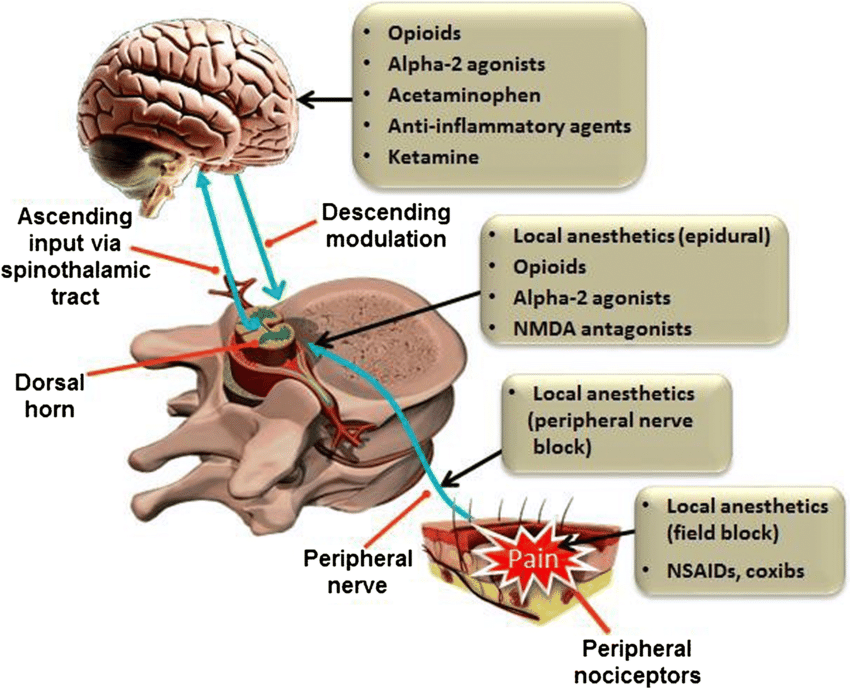 • Opioids
• Alpha-2 agonists
• Acetaminophen
• Anti-inflammatory agents
• Ketamine
Ascending
input via
spinothalamic
tract
Descending
modulation
• Local anesthetics (epidural)
• Opioids
• Alpha-2 agonists
• NMDA antagonists
Dorsal
horn
• Local anesthetics
(peripheral nerve
block)
Peripheral
nerve
Pain
• Local anesthetics
(field block)
• NSAIDs, coxibs
Peripheral
nociceptors